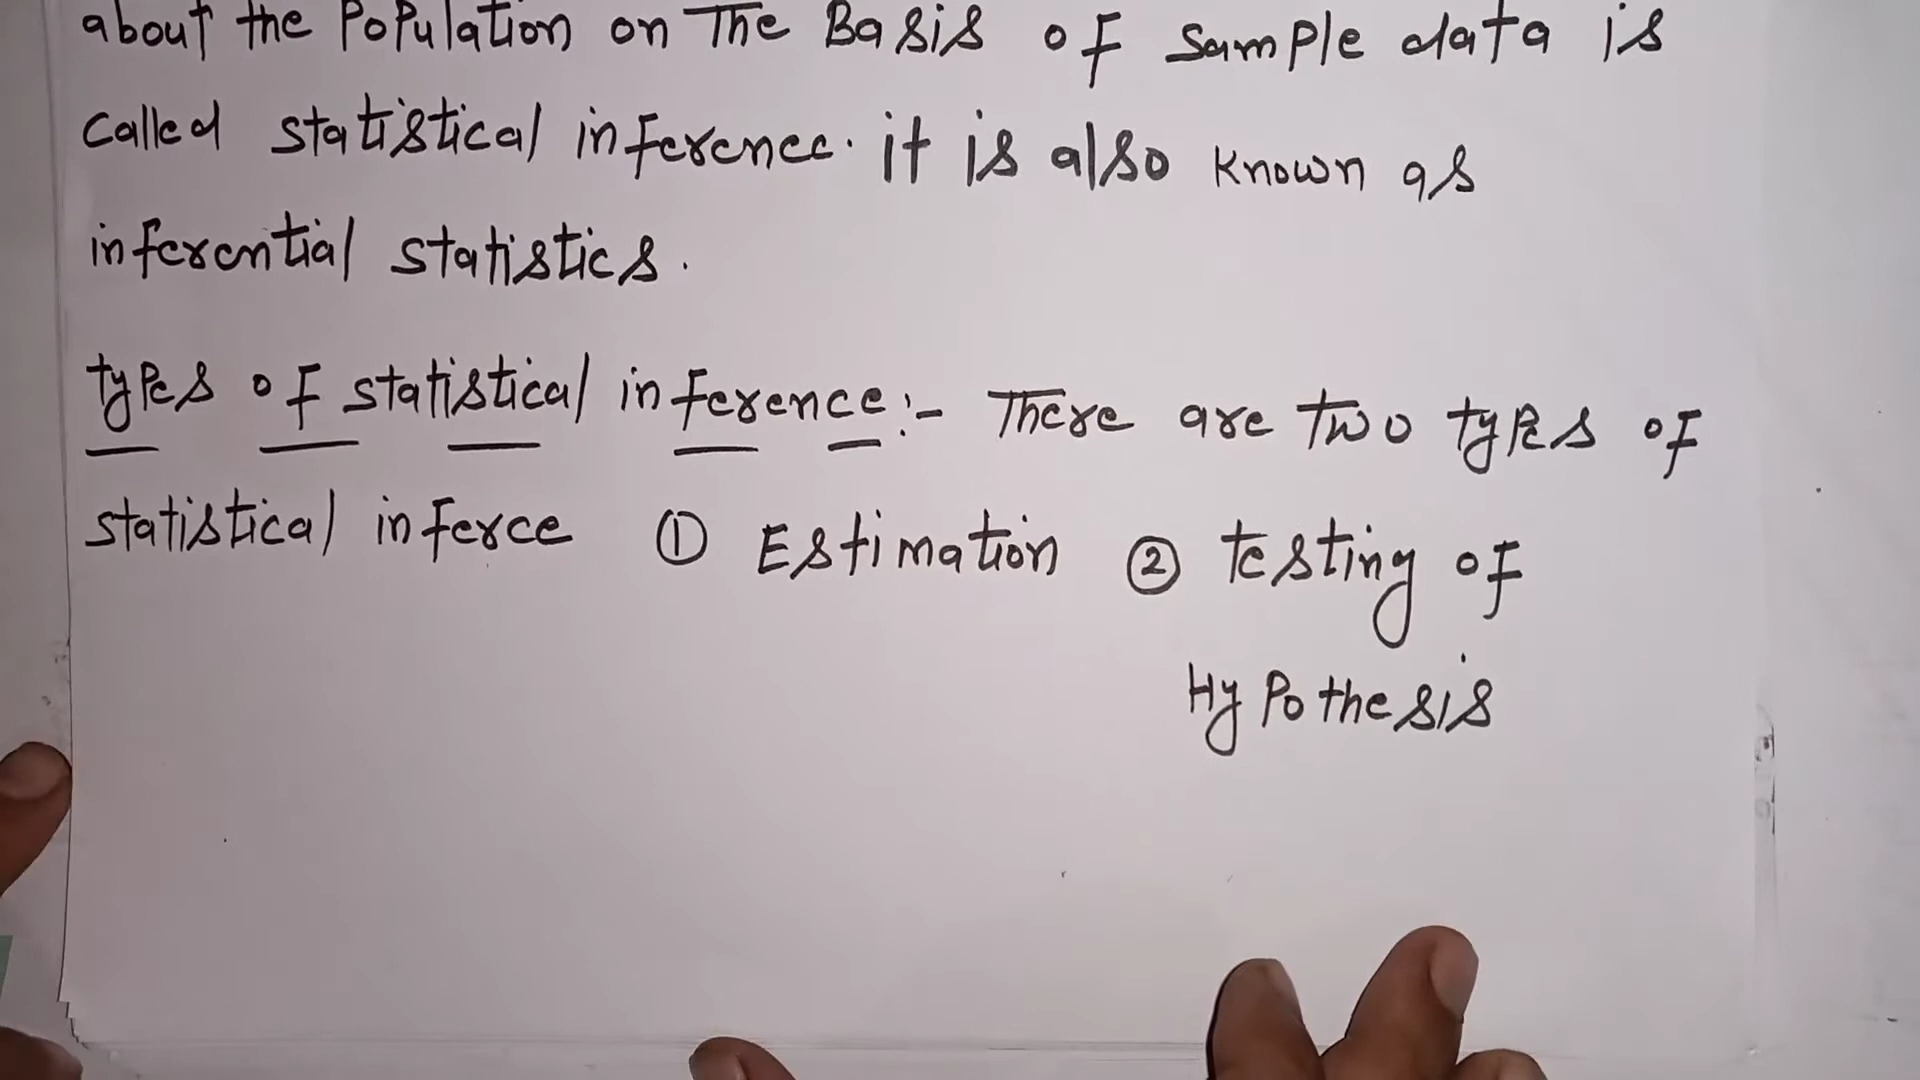 about the Population on The Basis of Sample data is
called statistical inference. it is also known as
inferential statistics.
types of statistical inference:- There are two types of
statistical inferce ① Estimation ② testing of
Hypothesis